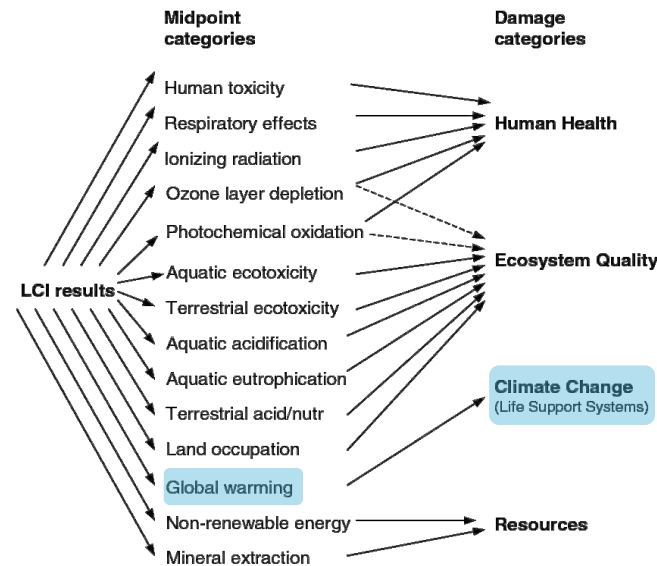 Midpoint
categories
Damage
categories
Human toxicity
Respiratory effects
Human Health
Ionizing radiation
Ozone layer depletion
Photochemical oxidation
Ecosystem Quality
Aquatic ecotoxicity
LCI results
Terrestrial ecotoxicity
Aquatic acidification
Aquatic eutrophication
Climate Change
(Life Support Systems)
Terrestrial acid/nutr
Land occupation
Global warming
Non-renewable energy
Resources
Mineral extraction